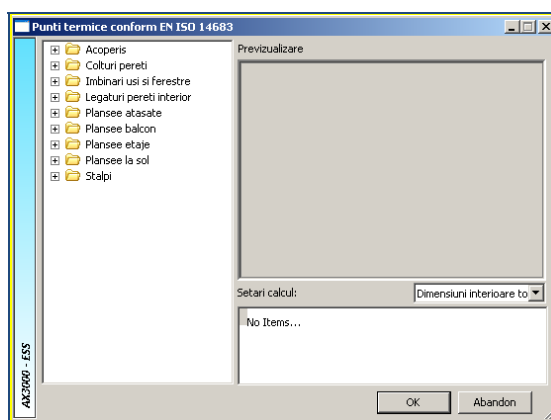 Punti termice conform EN ISO 14683
Acoperis
Colturi pereti
Imbinari usi si ferestre
Legaturi pereti interior
Plansee atasate
Plansee balcon
Plansee etaje
Plansee la sol
Stalpi
Previzualizare
Setari calcul:
Dimensiuni interioare to
No Items...
AX3000 - ESS
OK
Abandon